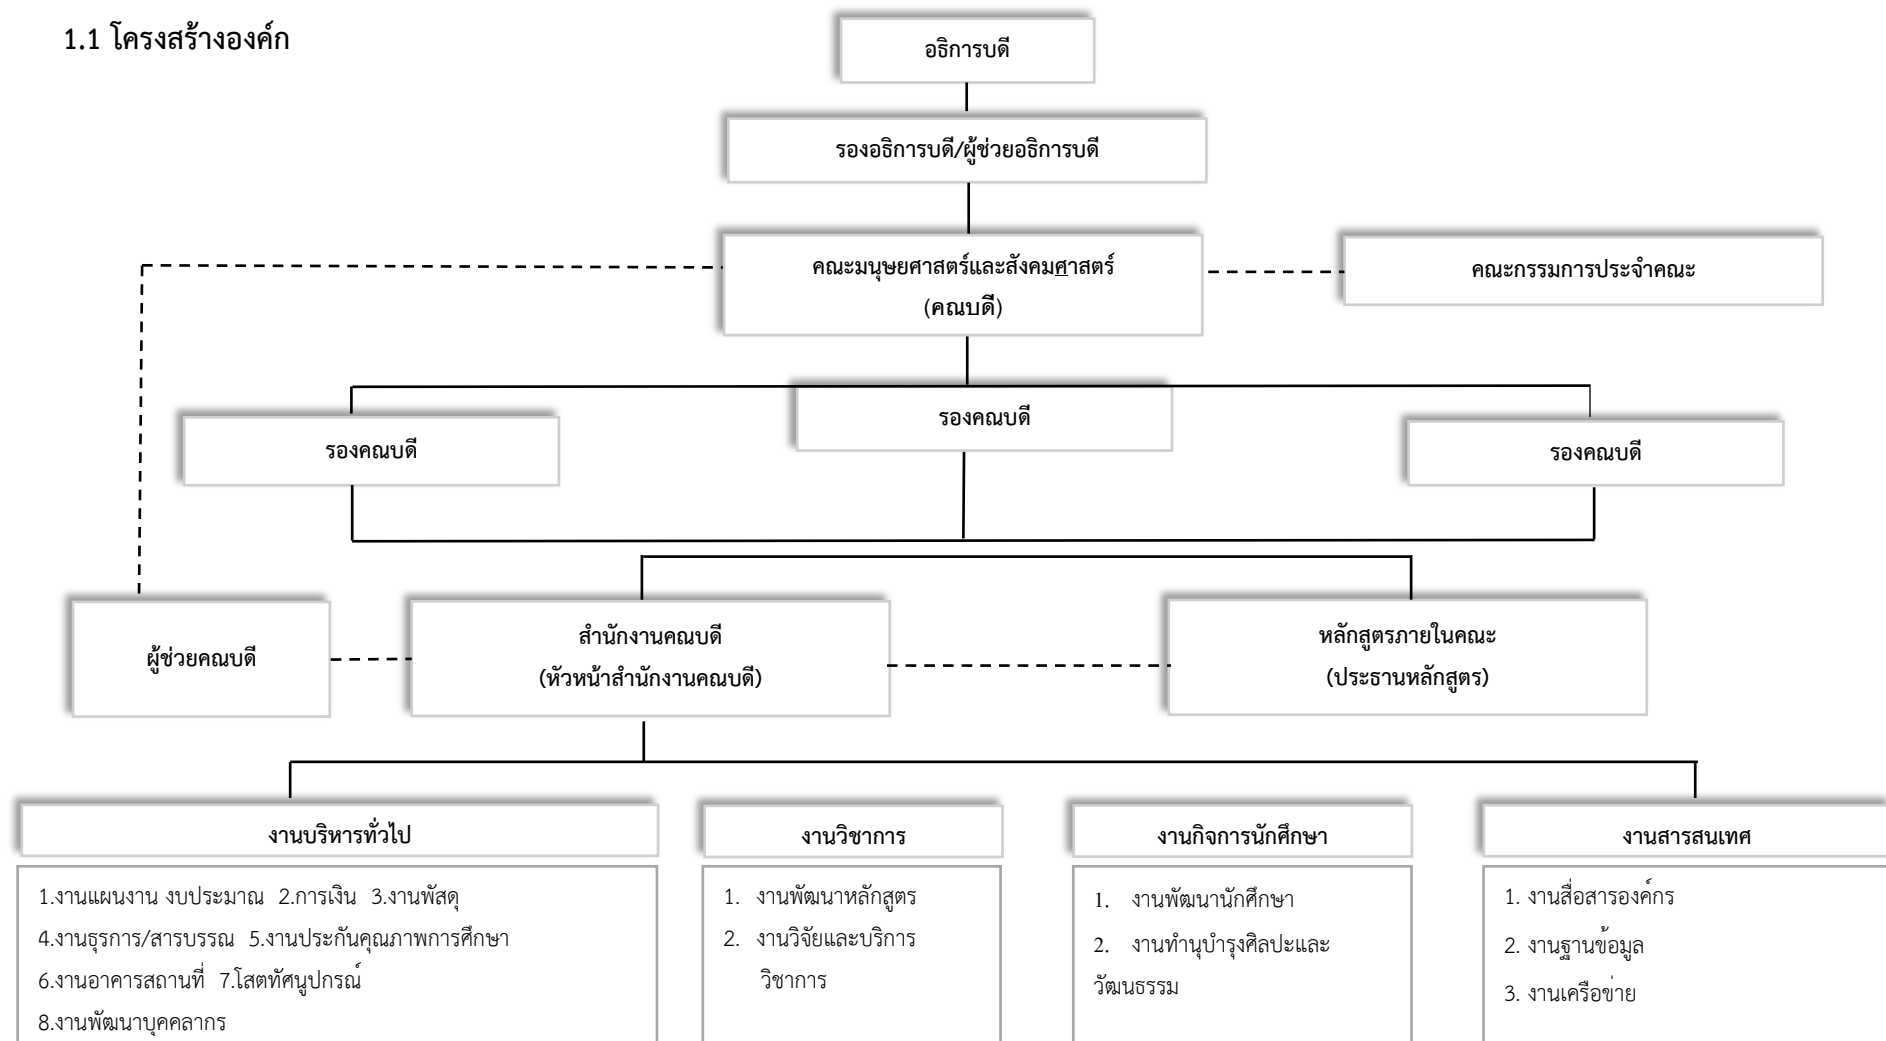 1.1 โครงสร้างองค์ก
อธิการบดี
รองอธิการบดี/ผู้ช่วยอธิการบดี
คณะมนุษยศาสตร์และสังคมศาสตร์
(คณบดี)
คณะกรรมการประจำคณะ
รองคณบดี
รองคณบดี
รองคณบดี
ผู้ช่วยคณบดี
สำนักงานคณบดี
(หัวหน้าสำนักงานคณบดี)
หลักสูตรภายในคณะ
(ประธานหลักสูตร)
งานบริหารทั่วไป
1.งานแผนงาน งบประมาณ 2.การเงิน 3.งานพัสดุ
4.งานธุรการ/สารบรรณ 5.งานประกันคุณภาพการศึกษา
6.งานอาคารสถานที่ 7.โสตทัศนูปกรณ์
8.งานพัฒนาบุคคลากร
งานวิชาการ
1. งานพัฒนาหลักสูตร
2. งานวิจัยและบริการ
วิชาการ
งานกิจการนักศึกษา
1. งานพัฒนานักศึกษา
2. งานทำนุบำรุงศิลปะและ
วัฒนธรรม
งานสารสนเทศ
1. งานสื่อสารองค์กร
2. งานฐานข้อมูล
3. งานเครือข่าย